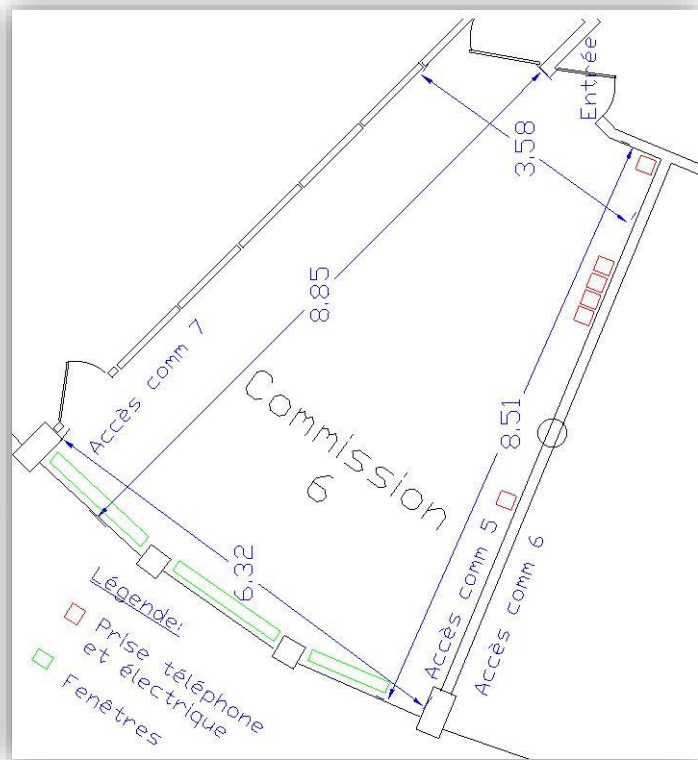 Entrée
3.58
8.85
Accès comm 7
Commission
6
8.51
6.32
Accès comm 5
Accès comm 6
Légende:
Prise téléphone
et électrique
Fenêtres